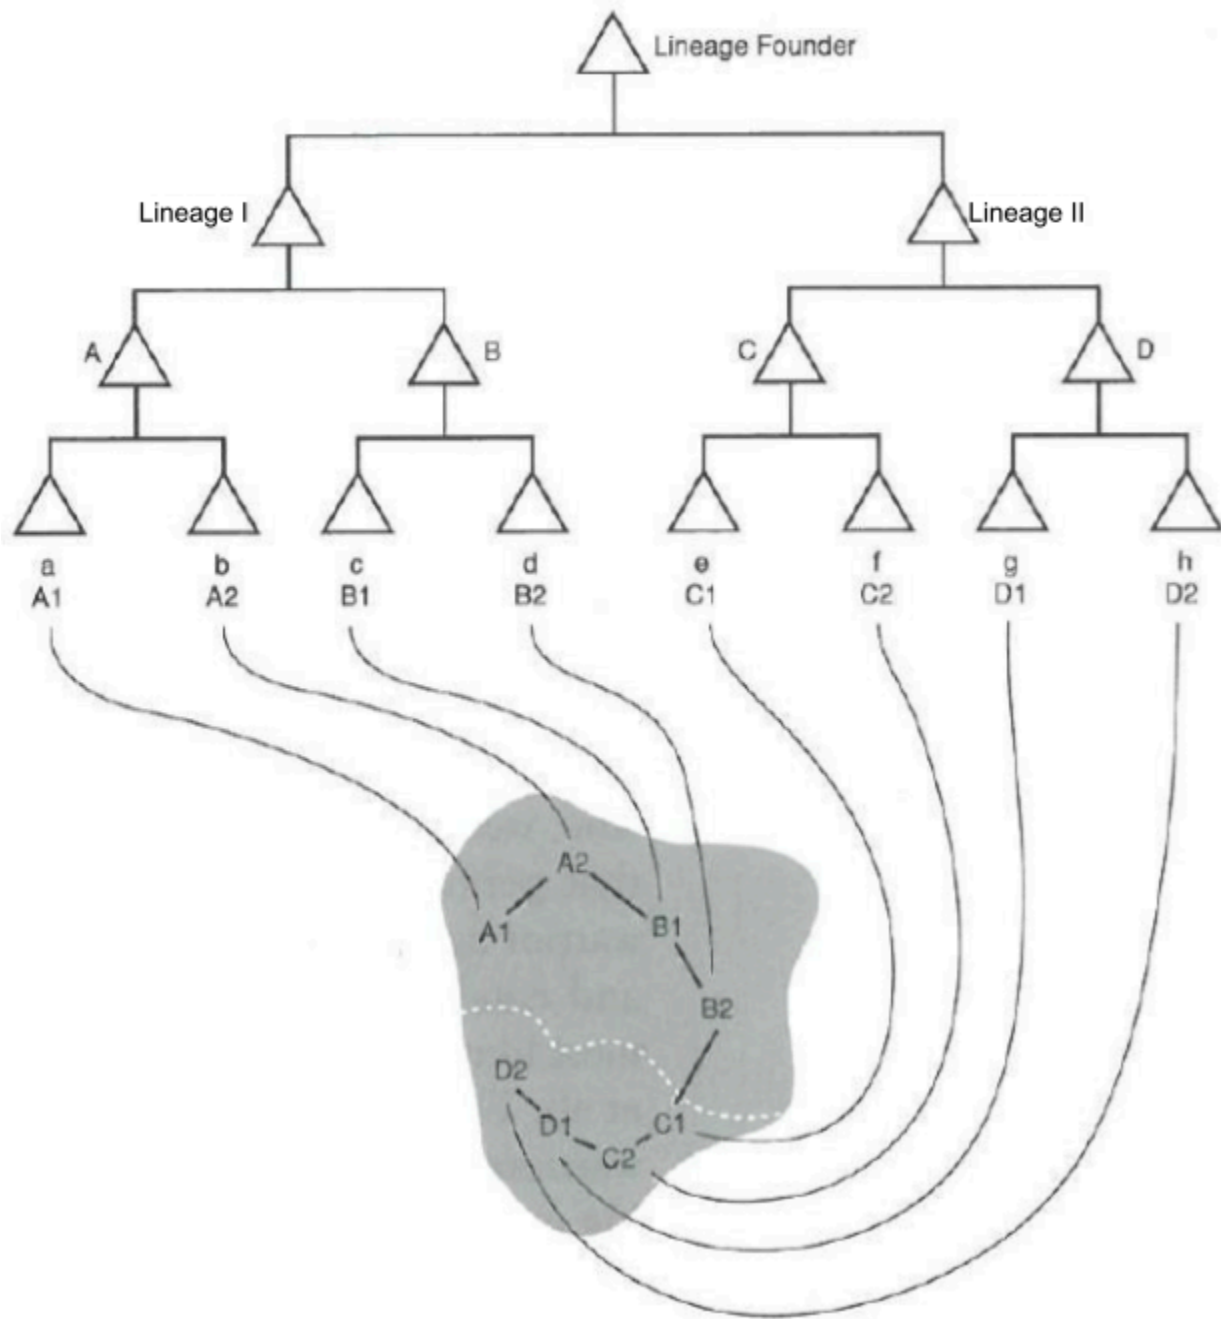 Lineage Founder
Lineage I
Lineage II
A
B
C
D
a
b
c
d
e
f
g
h
A1
A2
B1
B2
C1
C2
D1
D2
A2
A1
B1
B2
D2
D1
C1
C2